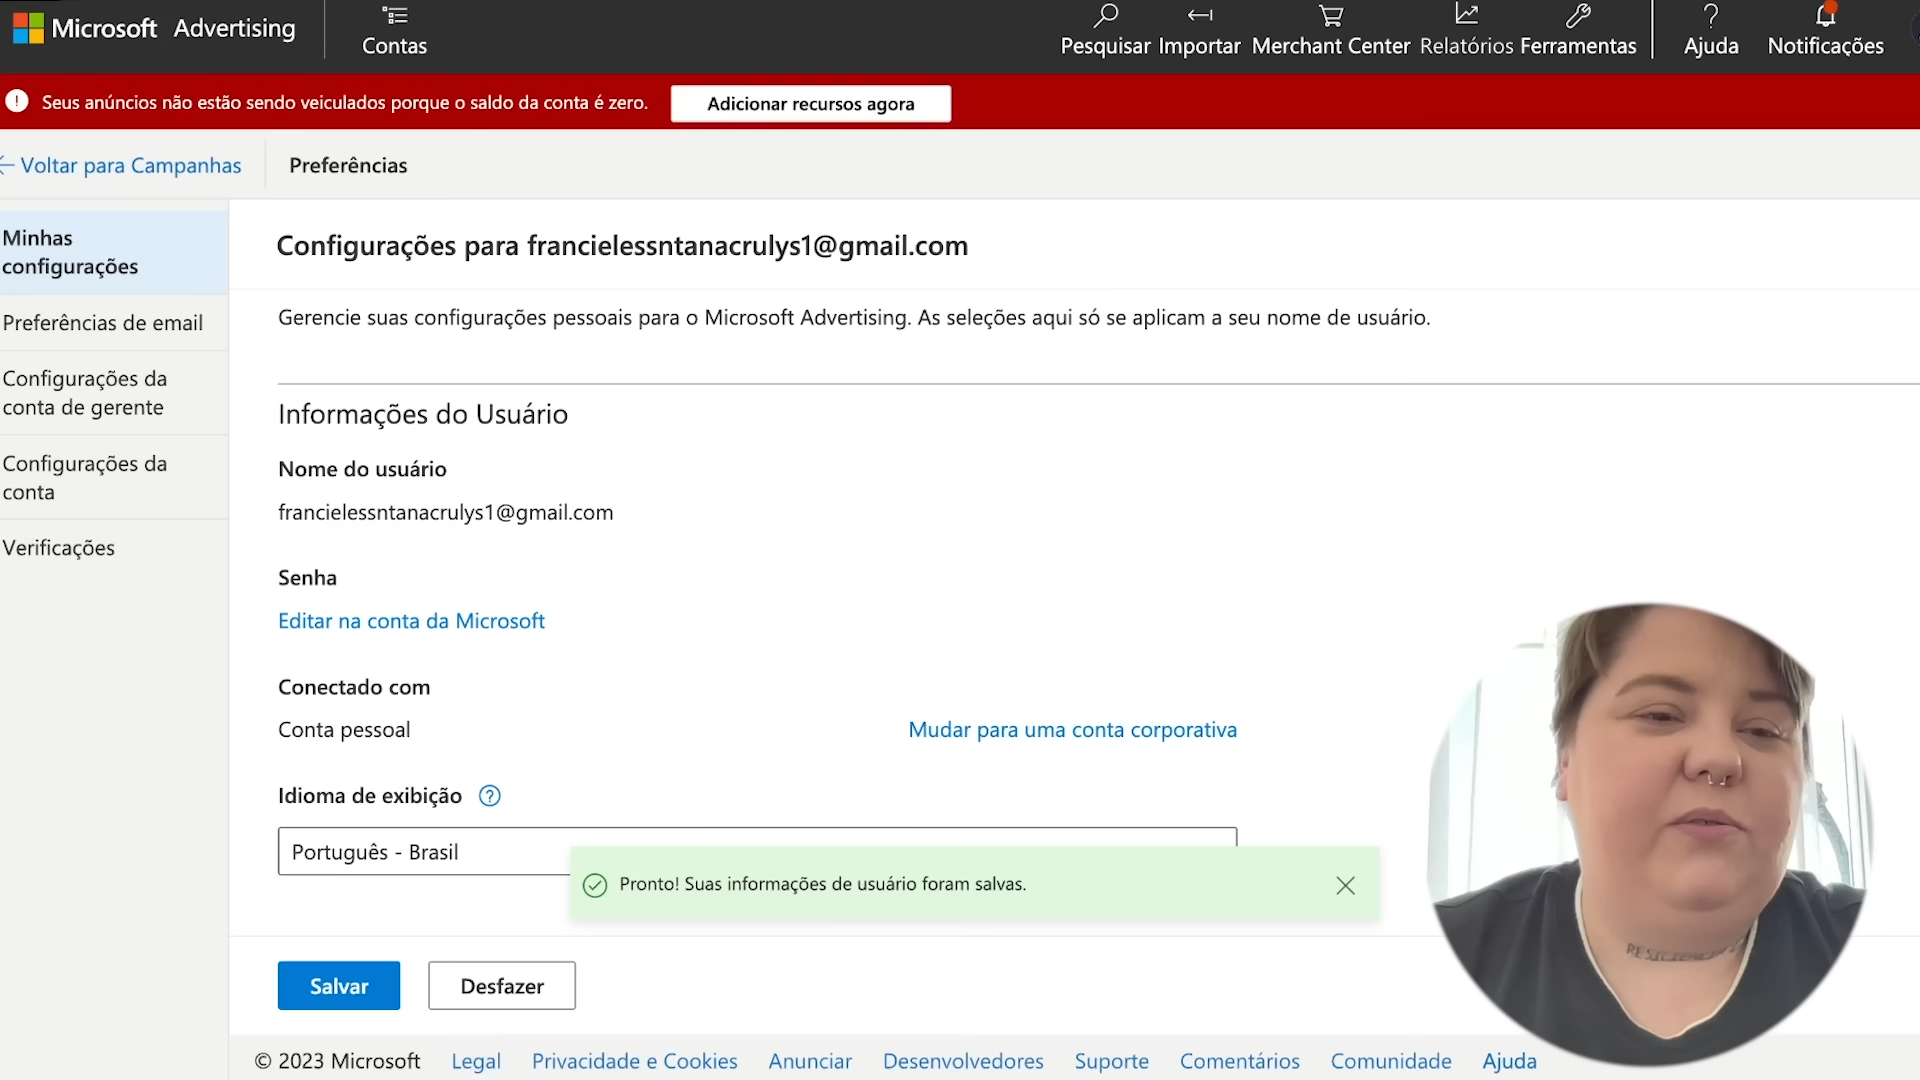 Microsoft Advertising
Contas
Pesquisar
Importar
Merchant Center
Relatórios
Ferramentas
Ajuda
Notificações
Seus anúncios não estão sendo veiculados porque o saldo da conta é zero.
Adicionar recursos agora
Voltar para Campanhas
Preferências
Minhas
configurações
Preferências de email
Configurações da
conta de gerente
Configurações da
conta
Verificações
Configurações para francielessntanacrulys1@gmail.com
Gerencie suas configurações pessoais para o Microsoft Advertising. As seleções aqui só se aplicam a seu nome de usuário.
Informações do Usuário
Nome do usuário
francielessntanacrulys1@gmail.com
Senha
Editar na conta da Microsoft
Conectado com
Conta pessoal
Mudar para uma conta corporativa
Idioma de exibição
Português - Brasil
Pronto! Suas informações de usuário foram salvas.
Salvar
Desfazer
© 2023 Microsoft
Legal
Privacidade e Cookies
Anunciar
Desenvolvedores
Suporte
Comentários
Comunidade
Ajuda